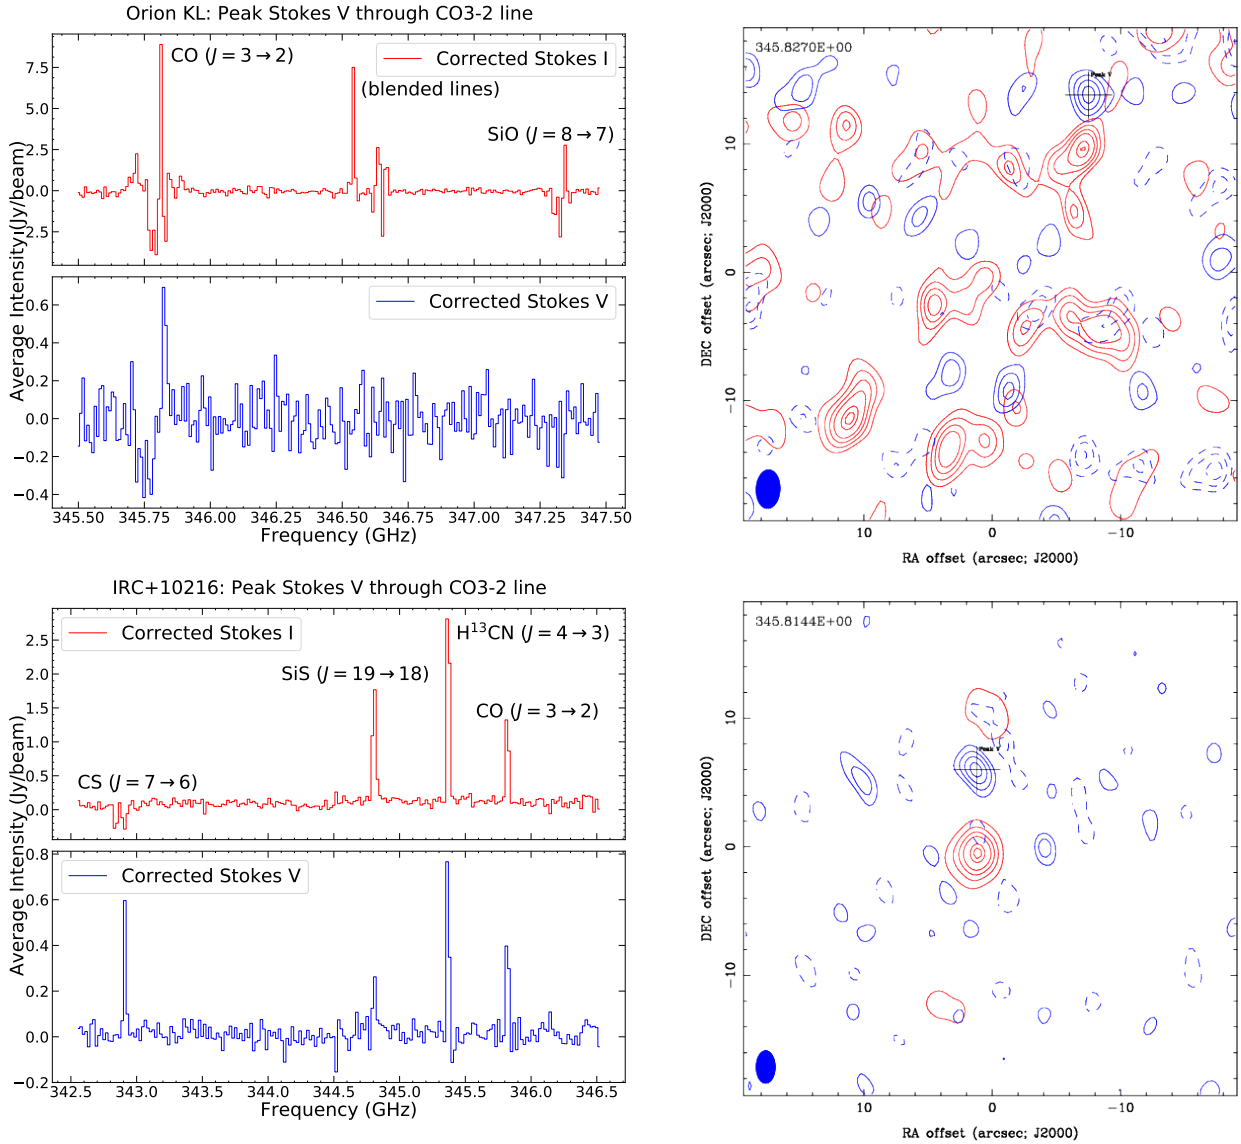 Orion KL: Peak Stokes V through CO3-2 line
CO (J = 3 → 2)
Corrected Stokes I
(blended lines)
SiO (J = 8 → 7)
7.5
5.0
2.5
0.0
2.5
Average Intensity (Jy/beam)
Corrected Stokes V
0.6
0.4
0.2
0.0
−0.2
−0.4
345.50 345.75 346.00 346.25 346.50 346.75 347.00 347.25 347.50
Frequency (GHz)
345.8270E+00
Peak V
10
0
−10
DEC offset (arcsec; J2000)
10 0 −10
RA offset (arcsec; J2000)
IRC+10216: Peak Stokes V through CO3-2 line
Corrected Stokes I
H¹³CN (J = 4 → 3)
SiS (J = 19 → 18)
CO (J = 3 → 2)
CS (J = 7 → 6)
2.5
2.0
1.5
1.0
0.5
0.0
Average Intensity (Jy/beam)
Corrected Stokes V
0.8
0.6
0.4
0.2
0.0
−0.2
342.5 343.0 343.5 344.0 344.5 345.0 345.5 346.0 346.5
Frequency (GHz)
345.8144E+00
Peak V
10
0
−10
DEC offset (arcsec; J2000)
10 0 −10
RA offset (arcsec; J2000)